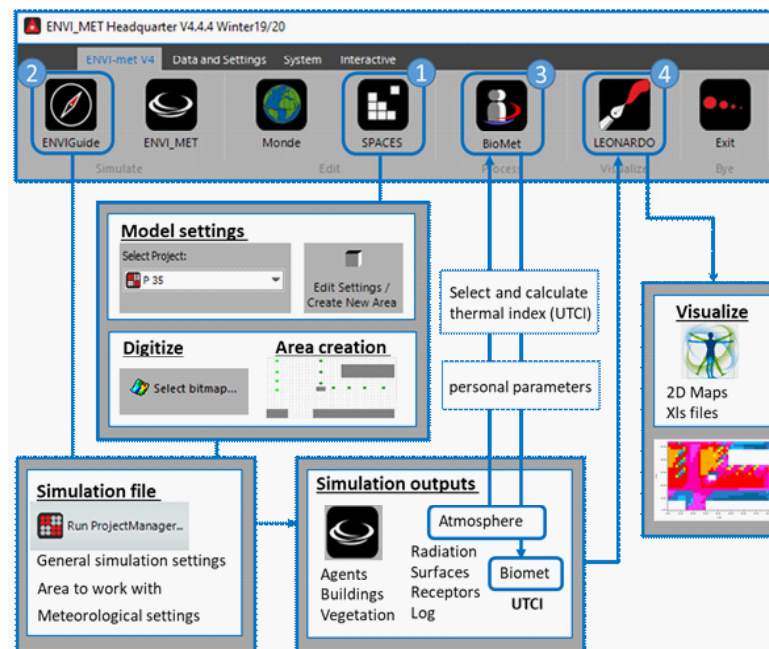 ENVI_MET Headquarter V4.4.4 Winter19/20
ENVI-met V4 Data and Settings System Interactive
2 1 3 4
ENVIGuide ENVI_MET Monde SPACES BioMet LEONARDO Exit
Simulate Edit Process Visualize Bye
Model settings
Select Project:
P 35
Edit Settings /
Create New Area
Digitize Area creation
Select bitmap...
Select and calculate
thermal index (UTCI)
personal parameters
Visualize
2D Maps
Xls files
Simulation file
Run ProjectManager...
General simulation settings
Area to work with
Meteorological settings
Simulation outputs
Agents
Buildings
Vegetation
Atmosphere
Radiation
Surfaces
Receptors
Log
Biomet
UTCI